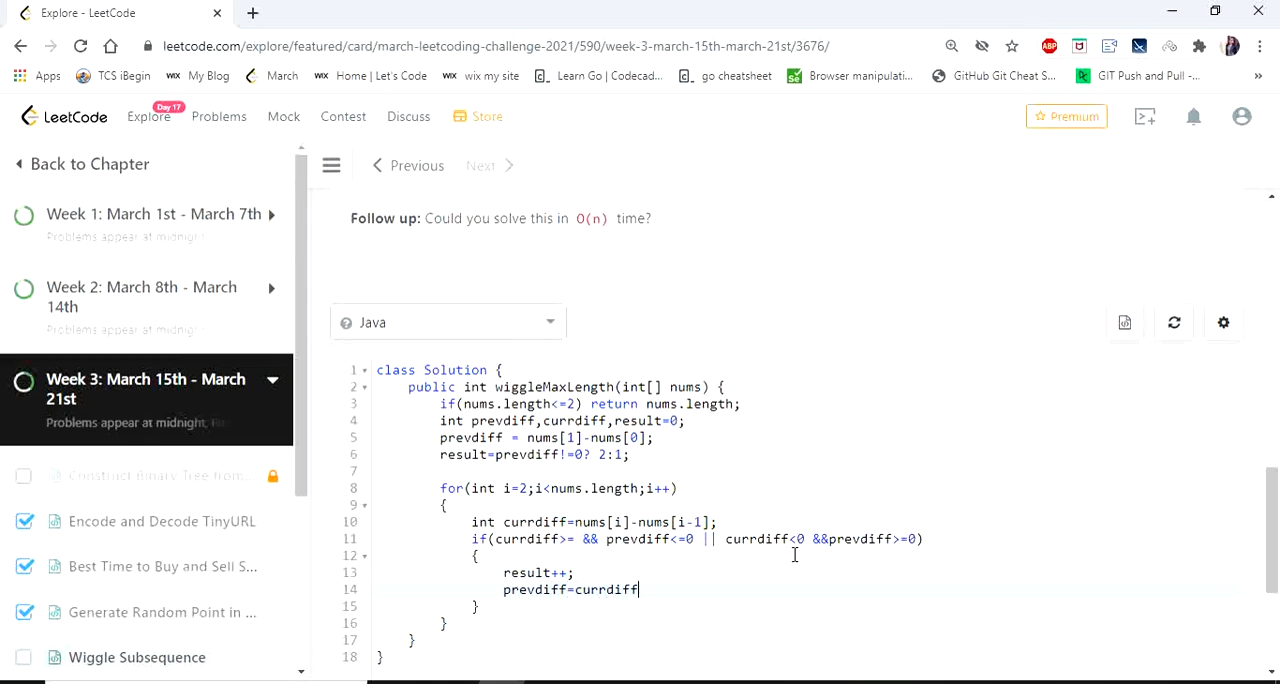 Explore - LeetCode
leetcode.com/explore/featured/card/march-leetcoding-challenge-2021/590/week-3-march-15th-march-21st/3676/
ABP
Apps TCS iBegin WIX My Blog March WIX Home | Let's Code WIX wix my site Learn Go | Codecad... go cheatsheet Browser manipulati... GitHub Git Cheat S... GIT Push and Pull -... »
LeetCode Explore Day 17 Problems Mock Contest Discuss Store Premium
Back to Chapter
Previous Next
Week 1: March 1st - March 7th
Problems appear at midnight
Week 2: March 8th - March
14th
Problems appear at midnight
Week 3: March 15th - March
21st
Problems appear at midnight,
Construct Binary Tree from...
Encode and Decode TinyURL
Best Time to Buy and Sell S...
Generate Random Point in ...
Wiggle Subsequence
Follow up: Could you solve this in O(n) time?
Java
1 class Solution {
2 public int wiggleMaxLength(int[] nums) {
3 if(nums.length<=2) return nums.length;
4 int prevdiff,currdiff,result=0;
5 prevdiff = nums[1]-nums[0];
6 result=prevdiff!=0? 2:1;
7
8 for(int i=2;i<nums.length;i++)
9 {
10 int currdiff=nums[i]-nums[i-1];
11 if(currdiff>= && prevdiff<=0 || currdiff<0 &&prevdiff>=0)
12 {
13 result++;
14 prevdiff=currdiff
15 }
16 }
17 }
18 }